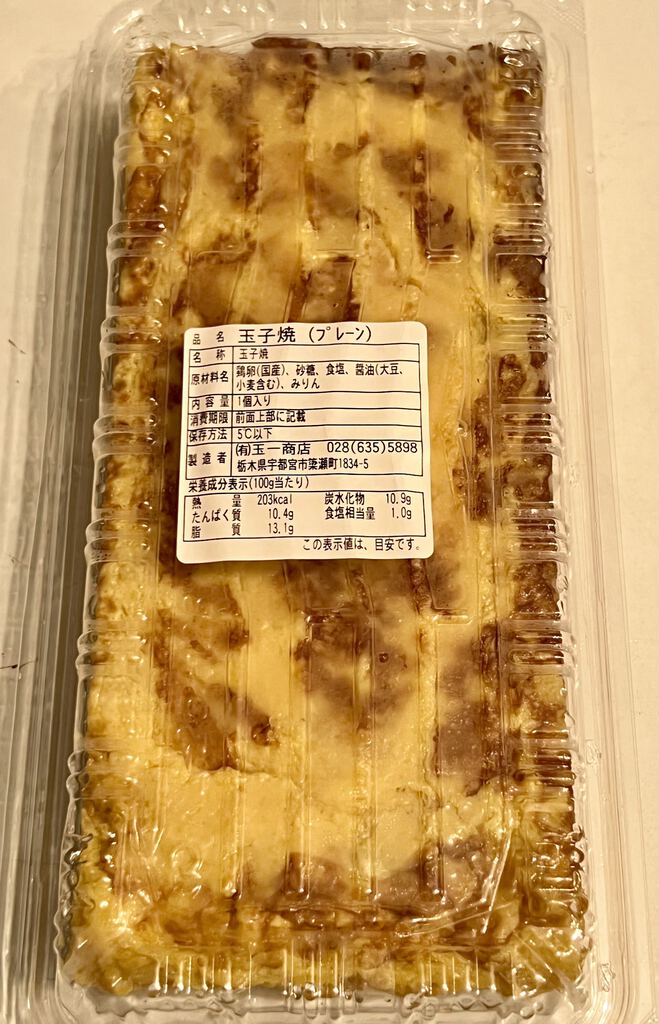 品名 玉子焼(プレーン)
名称 玉子焼
原材料名 鶏卵(国産)、砂糖、食塩、醤油(大豆、
小麦含む)、みりん
内容量 1個入り
消費期限 前面上部に記載
保存方法 5℃以下
製造者 (有)玉一商店 028(635)5898
栃木県宇都宮市簗瀬町1834-5
栄養成分表示(100g当たり)
熱量 203kcal 炭水化物 10.9g
たんぱく質 10.4g 食塩相当量 1.0g
脂質 13.1g
この表示値は、目安です。